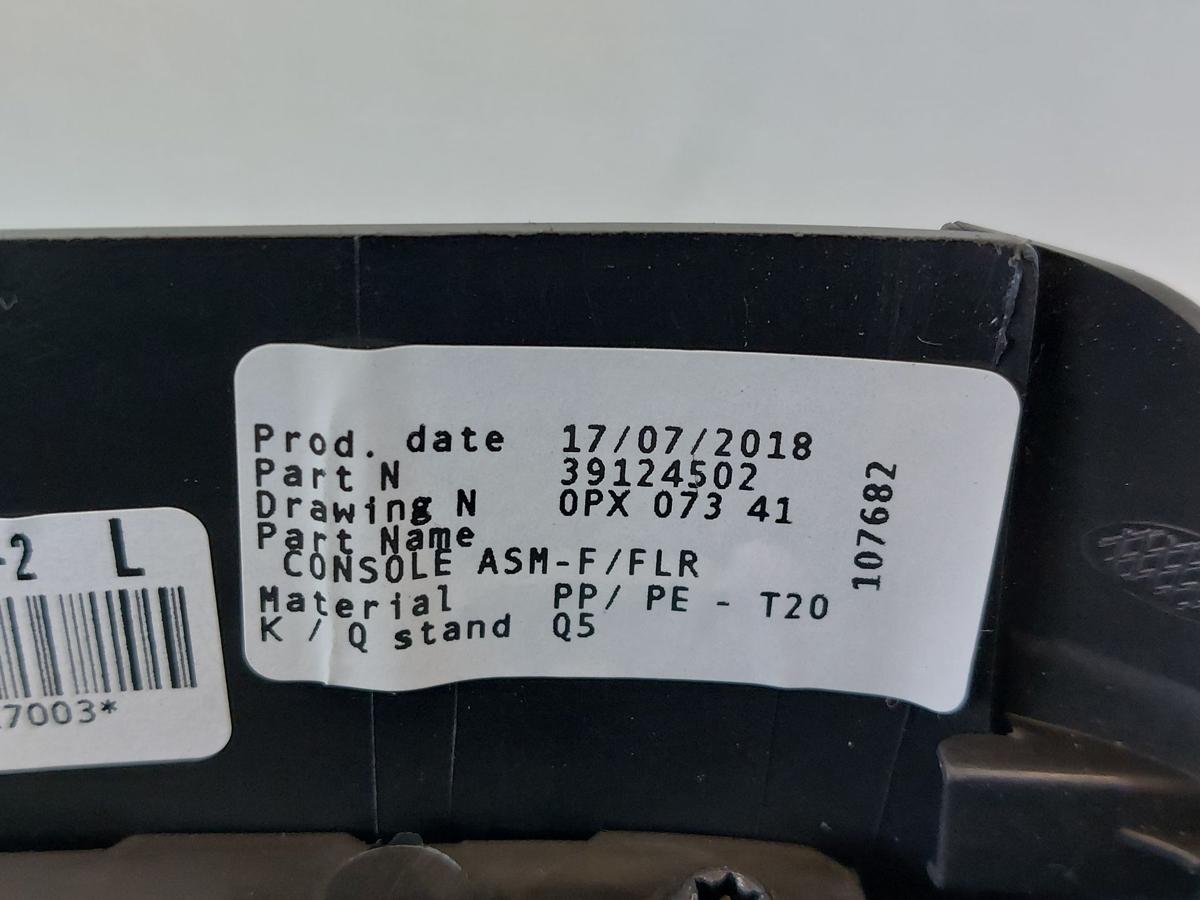 Prod. date 17/07/2018
Part N 39124502
Drawing N 0PX 073 41
Part Name
CONSOLE ASM-F/FLR
Material PP/ PE - T20
K / Q stand Q5
107682
-2 L
7003*